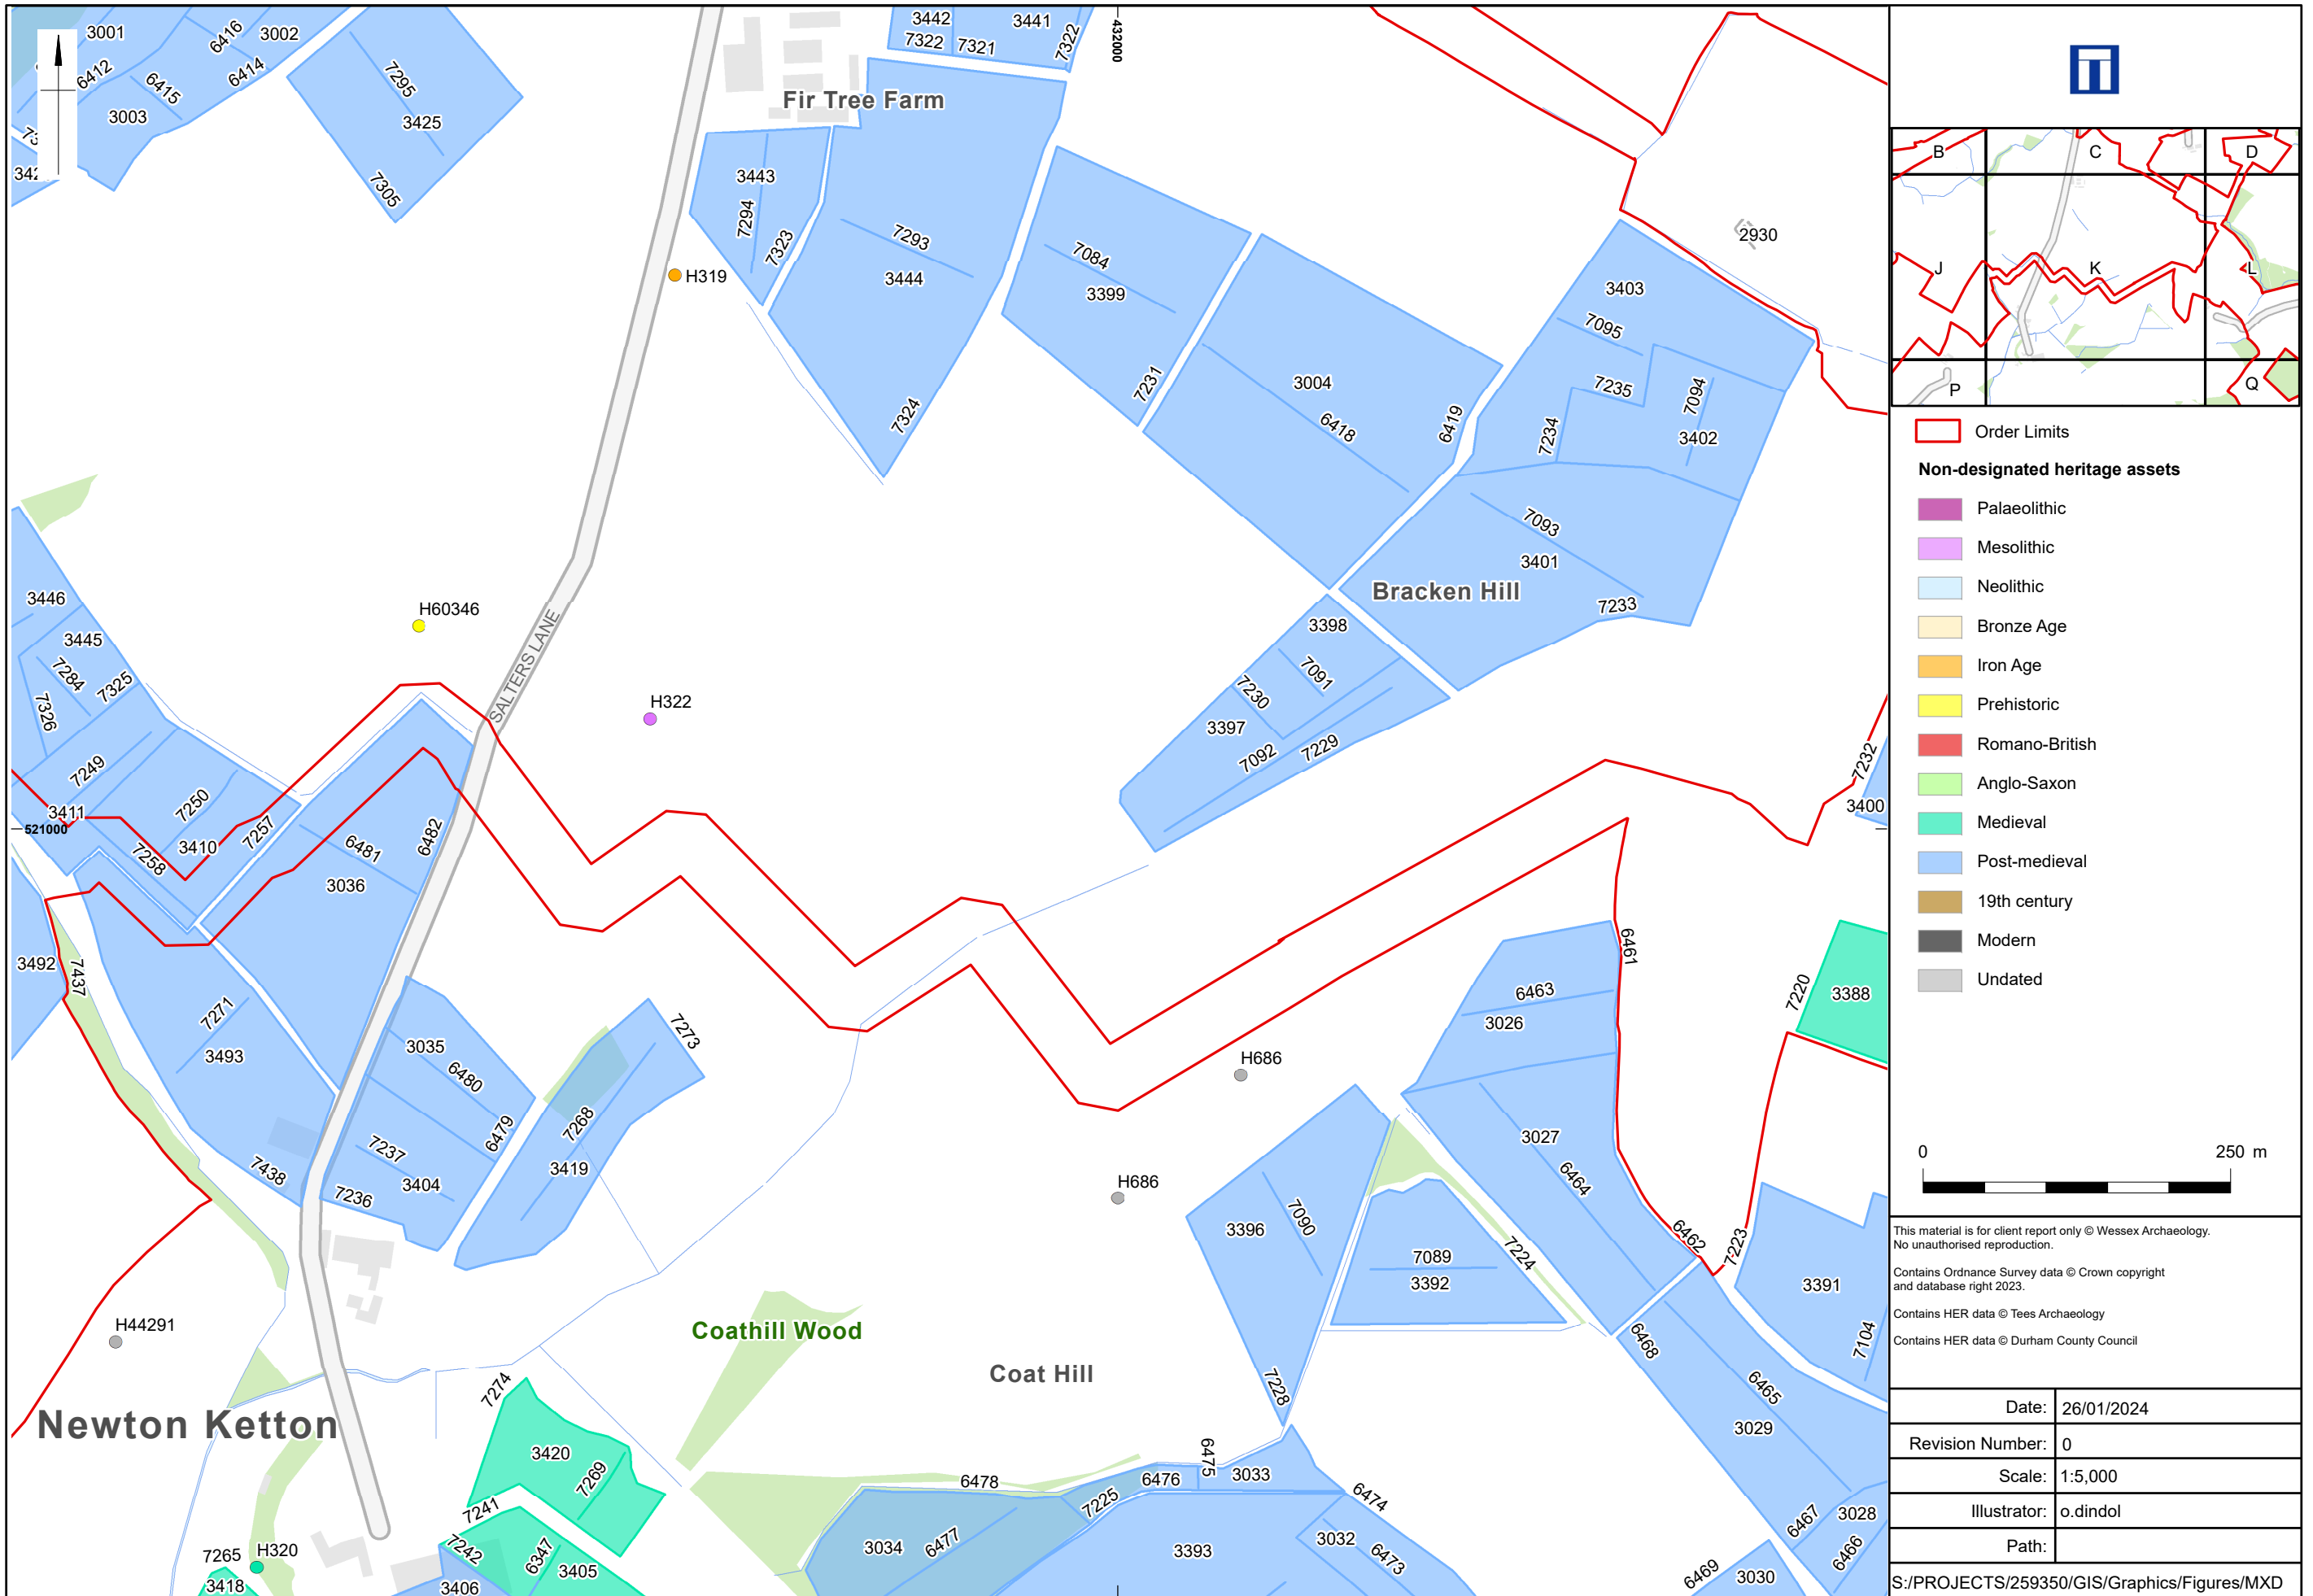 3001
6416
3002
6412
6415
6414
3003
7295
3425
7305
3442
3441
7322
7321
7322
432000
Fir Tree Farm
3443
7294
7323
7293
3444
H319
7324
7084
3399
7231
3004
6418
6419
2930
3403
7095
7235
7094
7234
3402
7093
3401
7233
Bracken Hill
3398
7091
7230
3397
7092
7229
3446
3445
7284
7325
7326
7249
7250
3411
521000
3410
7257
7258
H60346
SALTERS LANE
H322
6481
6482
3036
7232
3400
3492
7437
7271
3493
7438
3035
6480
6479
7237
3404
7236
7273
7268
3419
H686
H686
6461
6463
3026
3027
6464
6462
7223
7220
3388
3391
7104
3396
7090
7228
7089
3392
7224
6468
6465
3029
6467
3028
6466
6469
3030
H44291
Newton Ketton
Coathill Wood
Coat Hill
7274
3420
7269
7241
7242
6347
3405
3406
7265
H320
3418
6478
6476
6475
3033
6474
7225
3034
6477
3393
3032
6473
B
C
D
J
K
L
P
Q
Order Limits
Non-designated heritage assets
Palaeolithic
Mesolithic
Neolithic
Bronze Age
Iron Age
Prehistoric
Romano-British
Anglo-Saxon
Medieval
Post-medieval
19th century
Modern
Undated
0 250 m
This material is for client report only © Wessex Archaeology.
No unauthorised reproduction.
Contains Ordnance Survey data © Crown copyright
and database right 2023.
Contains HER data © Tees Archaeology
Contains HER data © Durham County Council
Date: 26/01/2024
Revision Number: 0
Scale: 1:5,000
Illustrator: o.dindol
Path:
S:/PROJECTS/259350/GIS/Graphics/Figures/MXD